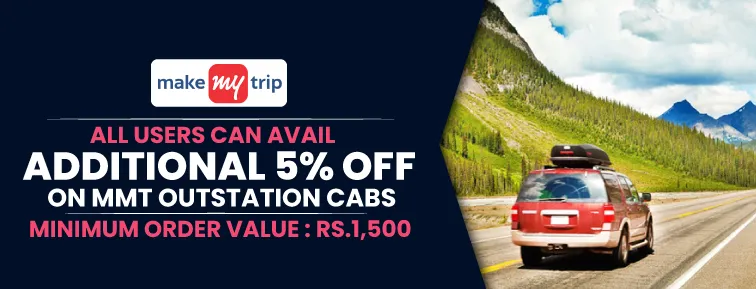 make my trip
ALL USERS CAN AVAIL
ADDITIONAL 5% OFF
ON MMT OUTSTATION CABS
MINIMUM ORDER VALUE : RS.1,500